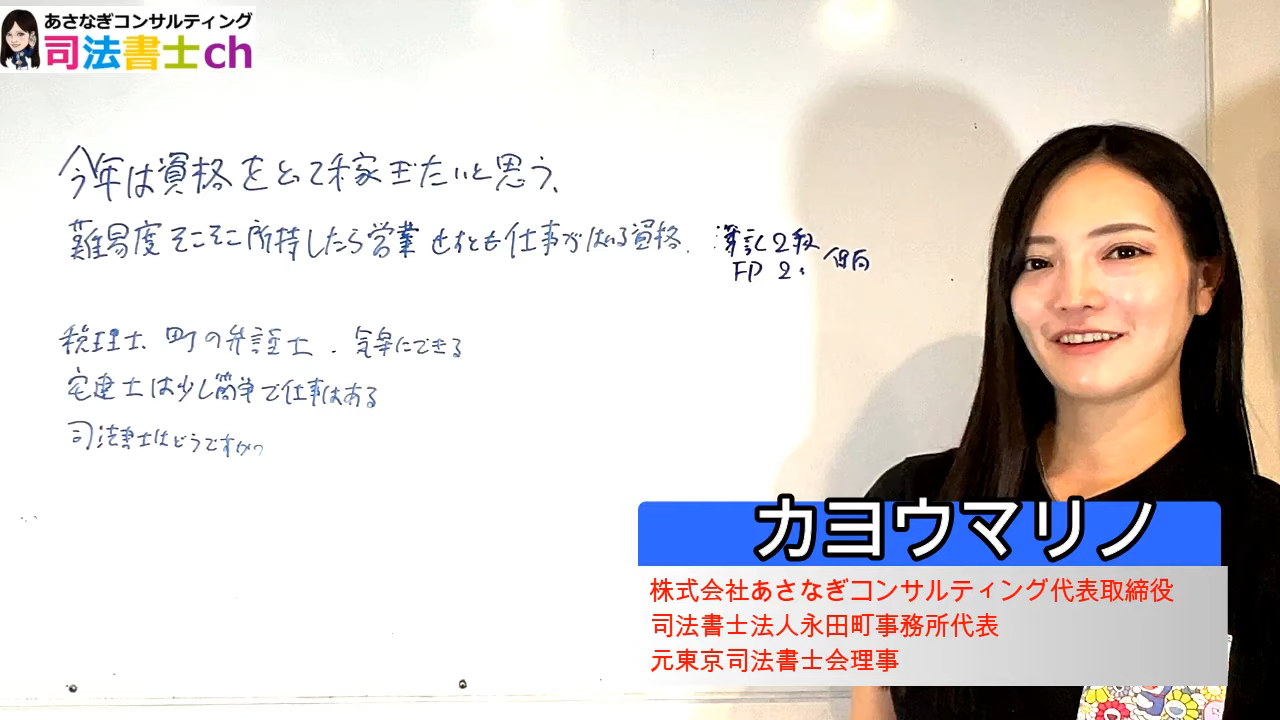 あさなぎコンサルティング
司法書士ch
今年は資格をとって稼ぎたいと思う、
難易度そこそこ所持したら営業せずとも仕事がはいる資格. 簿記2級
FP 2. 保有
税理士、町の弁護士、気楽にできる
宅建士は少し簡単で仕事はある
司法書士はどうですか?
カヨウマリノ
株式会社あさなぎコンサルティング代表取締役
司法書士法人永田町事務所代表
元東京司法書士会理事